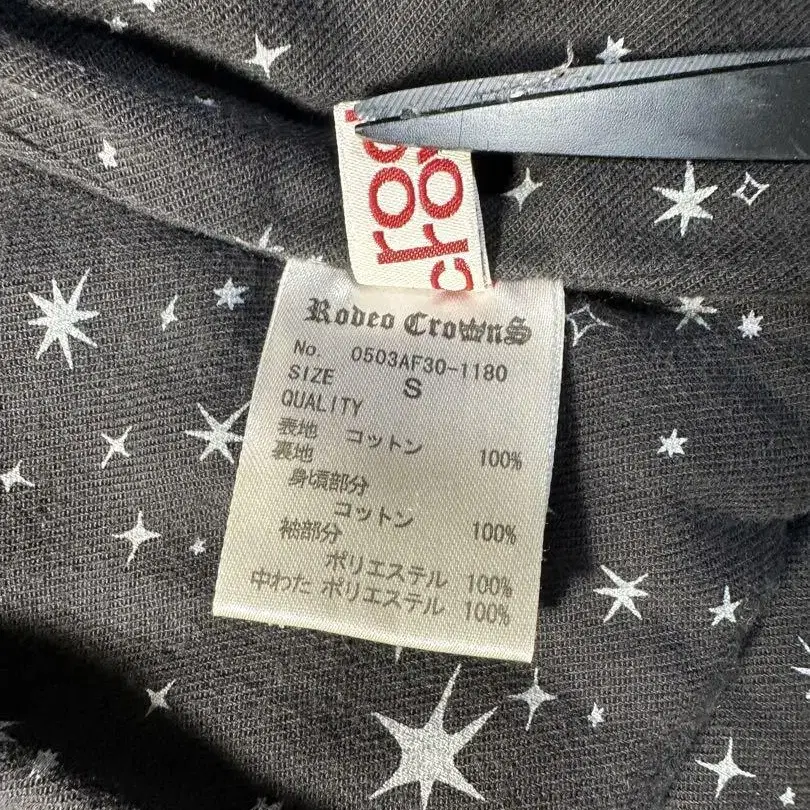 Rodeo CrownS
No. 0503AF30-1180
SIZE S
QUALITY
表地 コットン 100%
裏地
身頃部分
コットン 100%
袖部分
ポリエステル 100%
中わた ポリエステル 100%